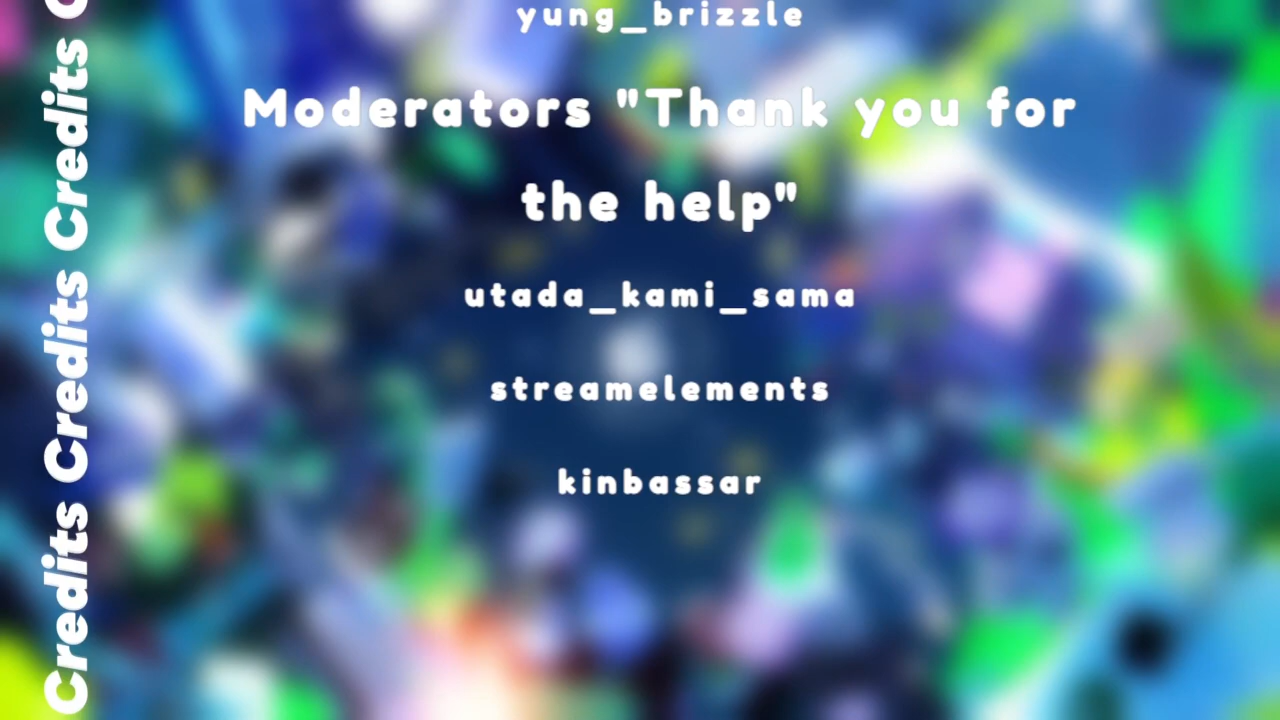 yung_brizzle
Moderators "Thank you for
the help"
utada_kami_sama
streamelements
kinbassar
Credits Credits Credits